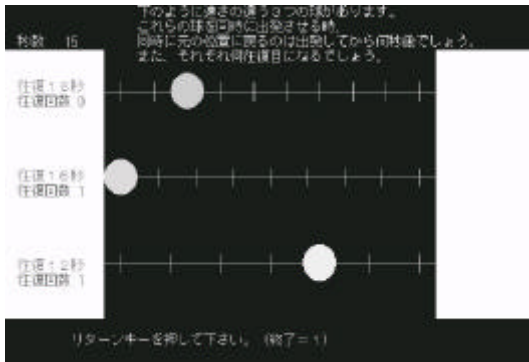 下のように速さの違う３つの球があります。
これらの球を同時に出発させる時、
同時に元の位置に戻るのは出発してから何秒後でしょう。
また、それぞれ何往復目になるでしょう。
秒数 15
往復１８秒
往復回数 0
往復１６秒
往復回数 1
往復１２秒
往復回数 1
リターンキーを押して下さい。（終了＝１）